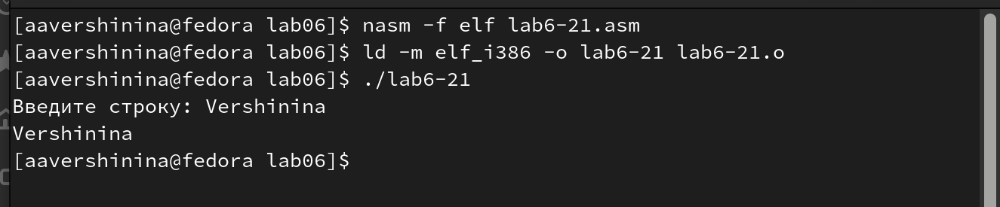 [aavershinina@fedora lab06]$ nasm -f elf lab6-21.asm
[aavershinina@fedora lab06]$ ld -m elf_i386 -o lab6-21 lab6-21.o
[aavershinina@fedora lab06]$ ./lab6-21
Введите строку: Vershinina
Vershinina
[aavershinina@fedora lab06]$